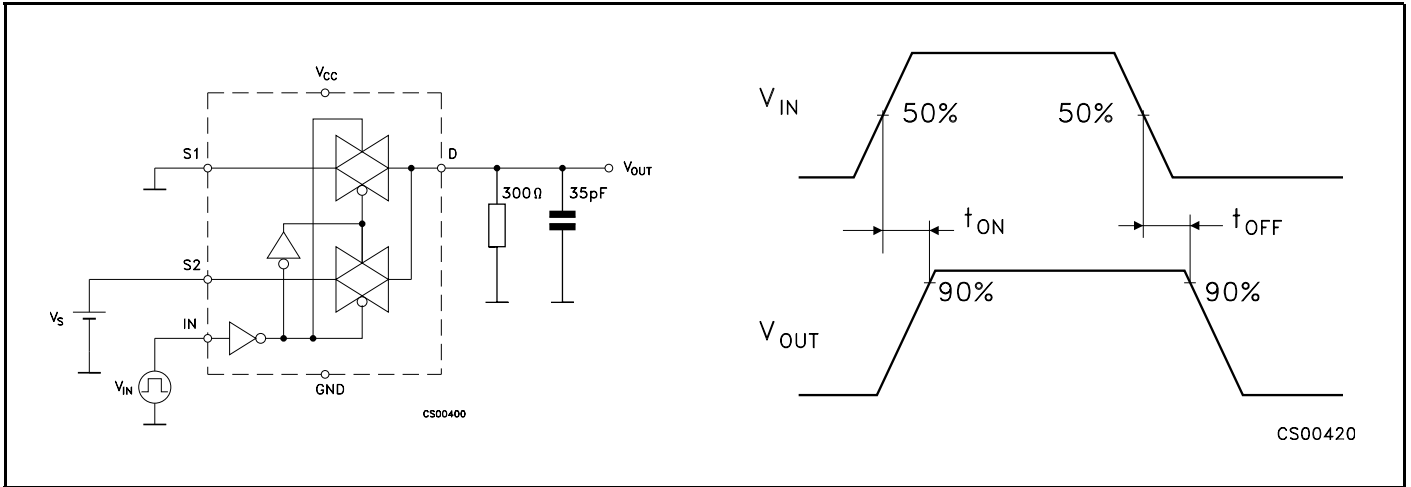 VCC
S1
D
VOUT
300Ω
35pF
S2
VS
IN
VIN
GND
CS00400
VIN
50%
50%
tON
tOFF
90%
90%
VOUT
CS00420